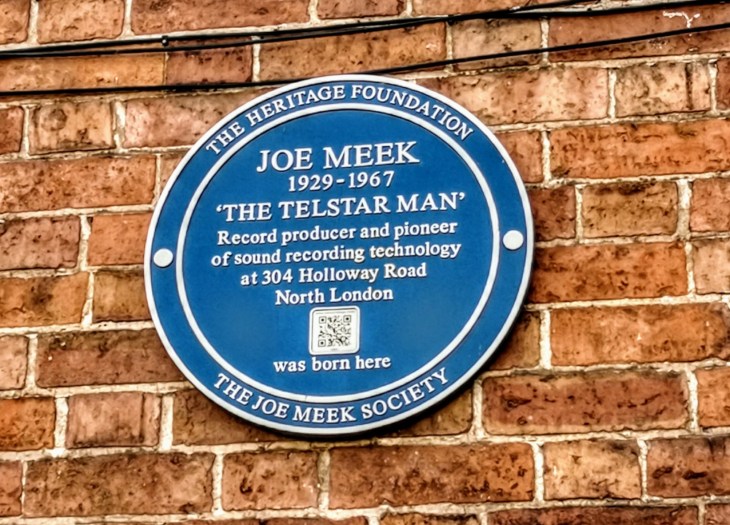 THE HERITAGE FOUNDATION
JOE MEEK
1929-1967
‘THE TELSTAR MAN’
Record producer and pioneer
of sound recording technology
at 304 Holloway Road
North London
was born here
THE JOE MEEK SOCIETY